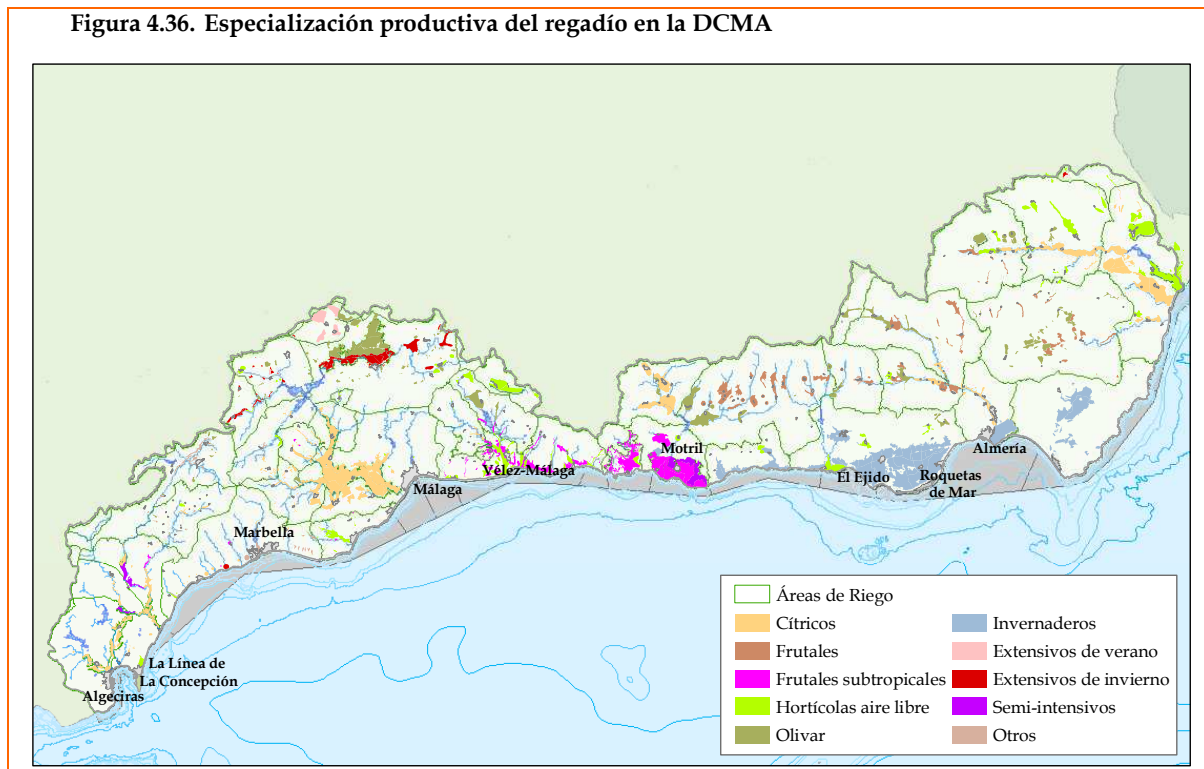 Figura 4.36. Especialización productiva del regadío en la DCMA
Motril
Almería
Vélez-Málaga
El Ejido
Roquetas
de Mar
Málaga
Marbella
La Línea de
La Concepción
Algeciras
Áreas de Riego
Cítricos
Frutales
Frutales subtropicales
Hortícolas aire libre
Olivar
Invernaderos
Extensivos de verano
Extensivos de invierno
Semi-intensivos
Otros